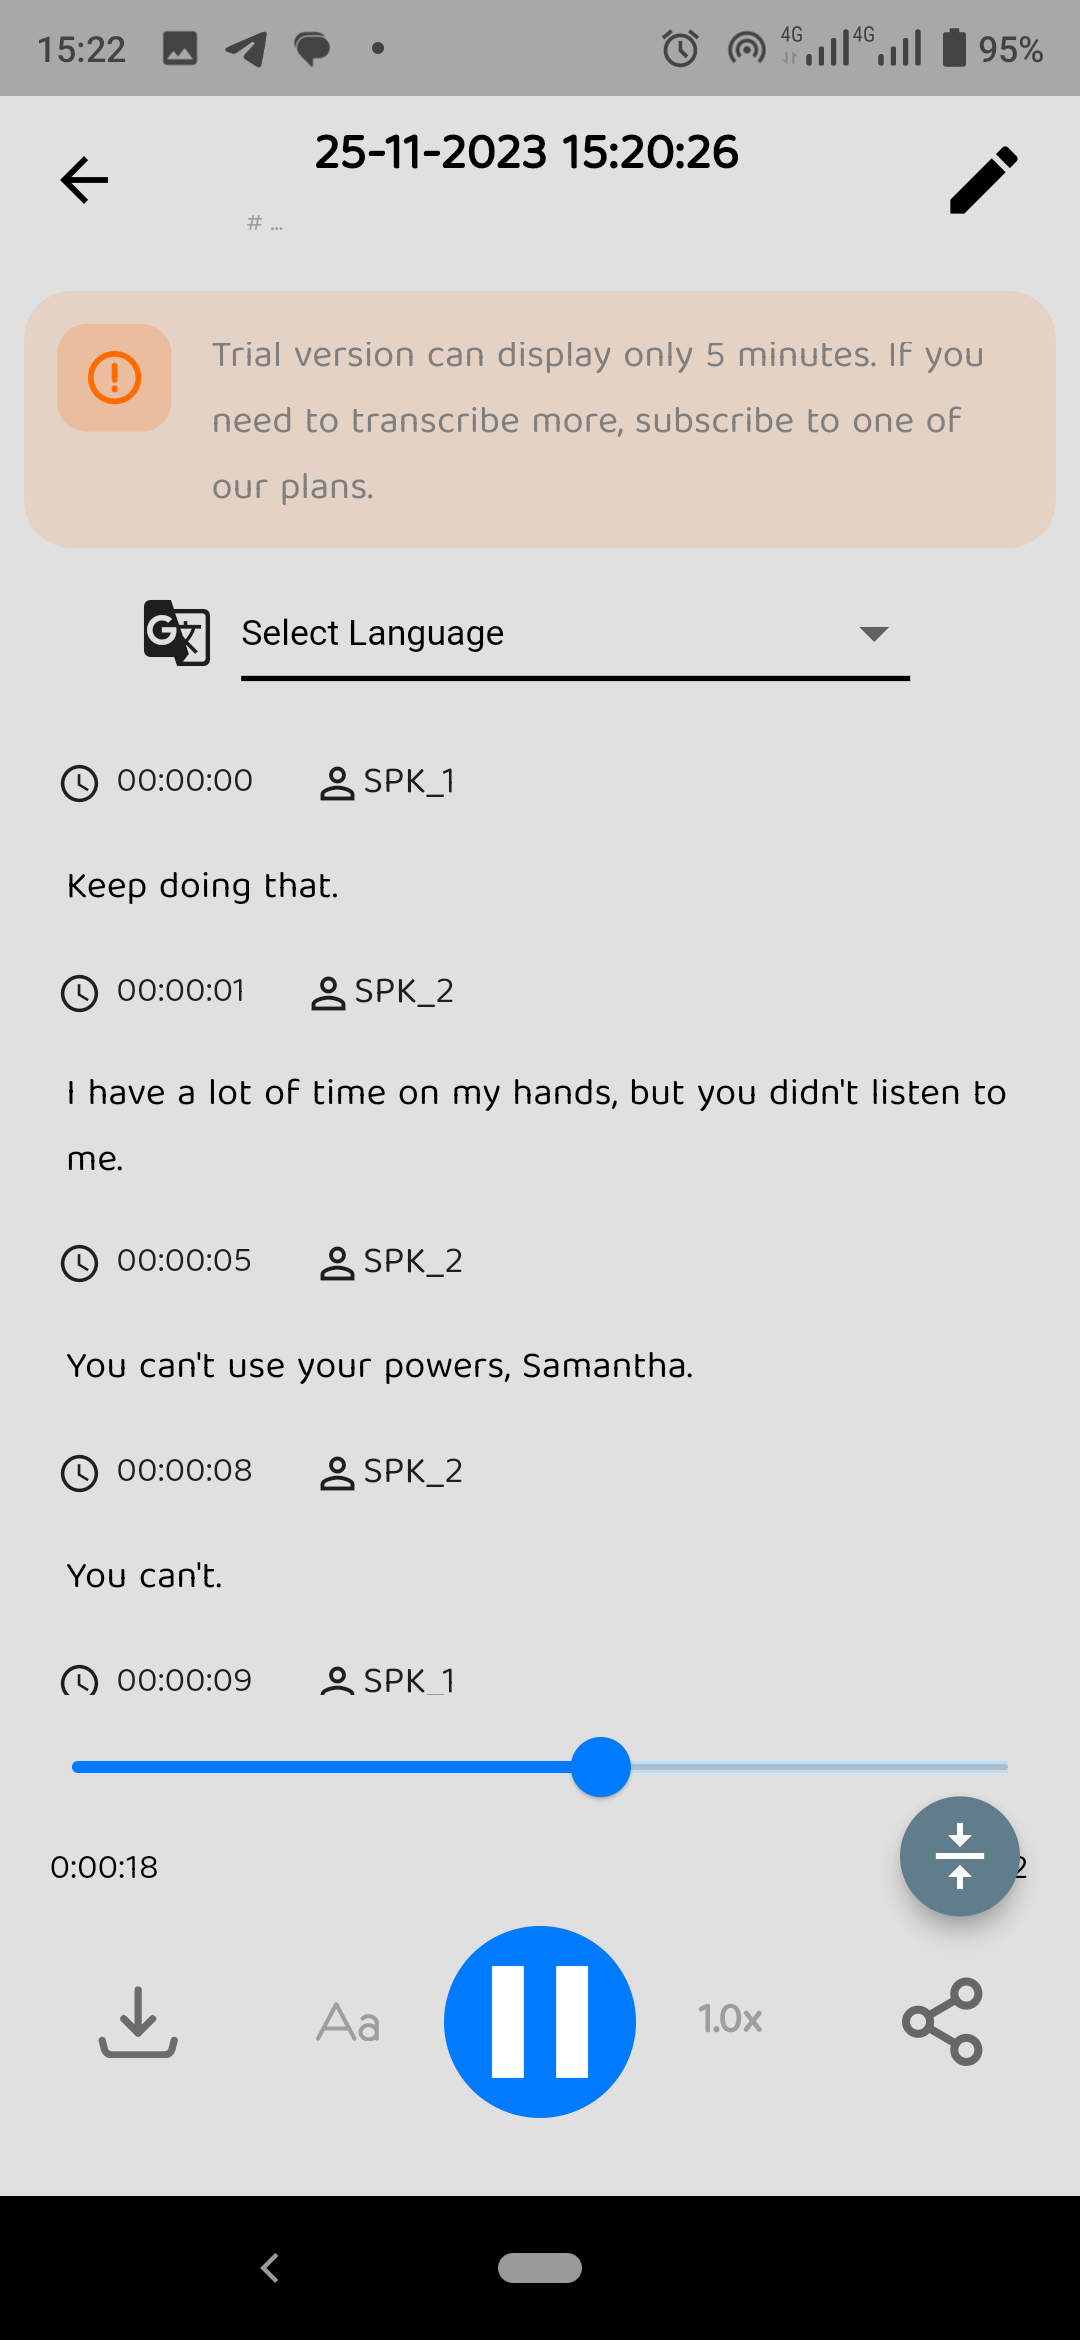 15:22 4G 4G 95%
25-11-2023 15:20:26
# ...
Trial version can display only 5 minutes. If you
need to transcribe more, subscribe to one of
our plans.
Select Language
00:00:00 SPK_1
Keep doing that.
00:00:01 SPK_2
I have a lot of time on my hands, but you didn't listen to
me.
00:00:05 SPK_2
You can't use your powers, Samantha.
00:00:08 SPK_2
You can't.
00:00:09 SPK_1
0:00:18
Aa 1.0x